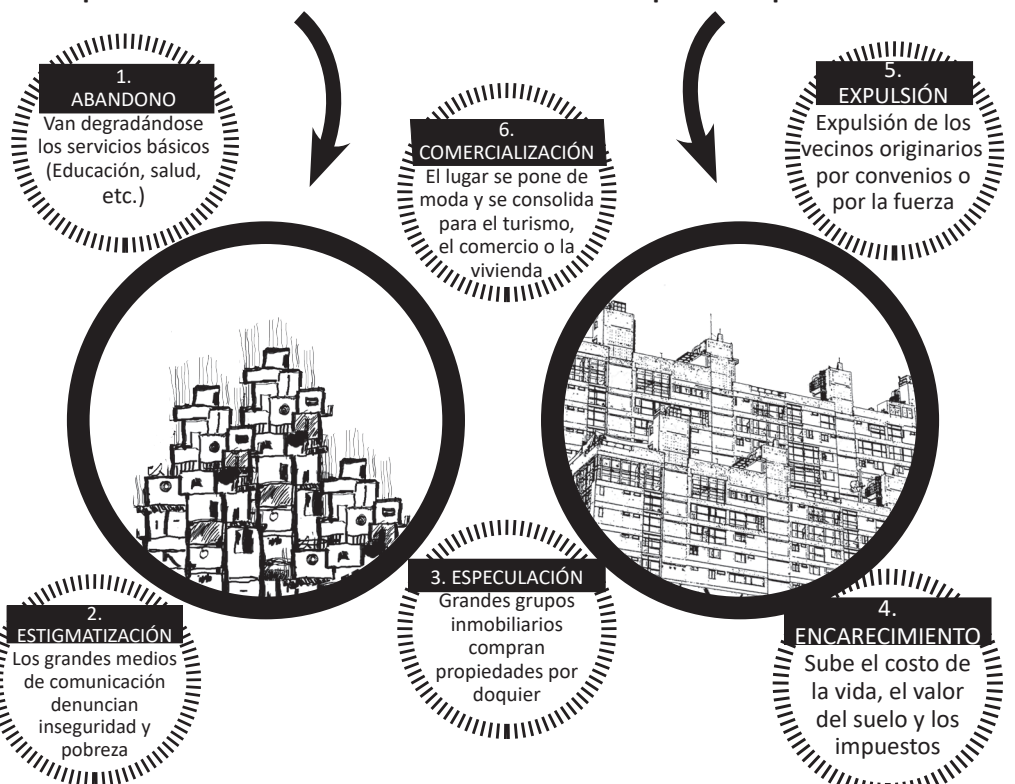 1.
ABANDONO
Van degradándose
los servicios básicos
(Educación, salud,
etc.)
2.
ESTIGMATIZACIÓN
Los grandes medios
de comunicación
denuncian
inseguridad y
pobreza
3. ESPECULACIÓN
Grandes grupos
inmobiliarios
compran
propiedades por
doquier
4.
ENCARECIMIENTO
Sube el costo de
la vida, el valor
del suelo y los
impuestos
5.
EXPULSIÓN
Expulsión de los
vecinos originarios
por convenios o
por la fuerza
6.
COMERCIALIZACIÓN
El lugar se pone de
moda y se consolida
para el turismo,
el comercio o la
vivienda